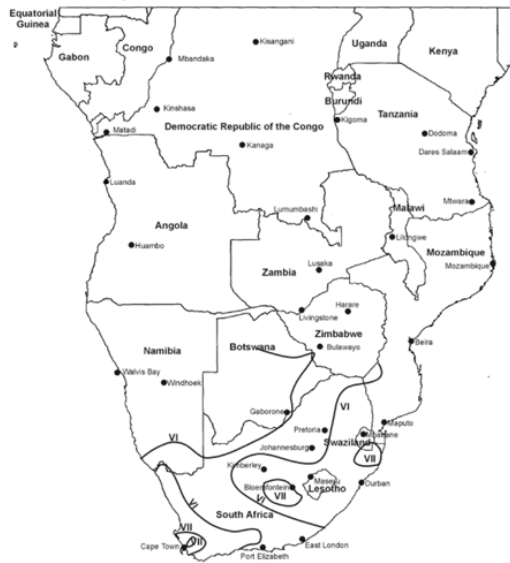 Equatorial
Guinea
Gabon
Congo
Mbandaka
Kisangani
Uganda
Kenya
Rwanda
Burundi
Kinshasa
Matadi
Democratic Republic of the Congo
Kanaga
Kigoma
Tanzania
Dodoma
Dares Salaam
Luanda
Mtwara
Lumumbashi
Malawi
Angola
Huambo
Lilongwe
Mozambique
Mozambique
Lusaka
Zambia
Harare
Livingstone
Zimbabwe
Bulawayo
Beira
Namibia
Botswana
Walvis Bay
Windhoek
Gaborone
VI
VI
Pretoria
Maputo
Mbabane
Swaziland
Johannesburg
VII
Kimberley
Maseru
Bloemfontein
Lesotho
Durban
VII
VI
VI
South Africa
VII
VII
Cape Town
Port Elizabeth
East London